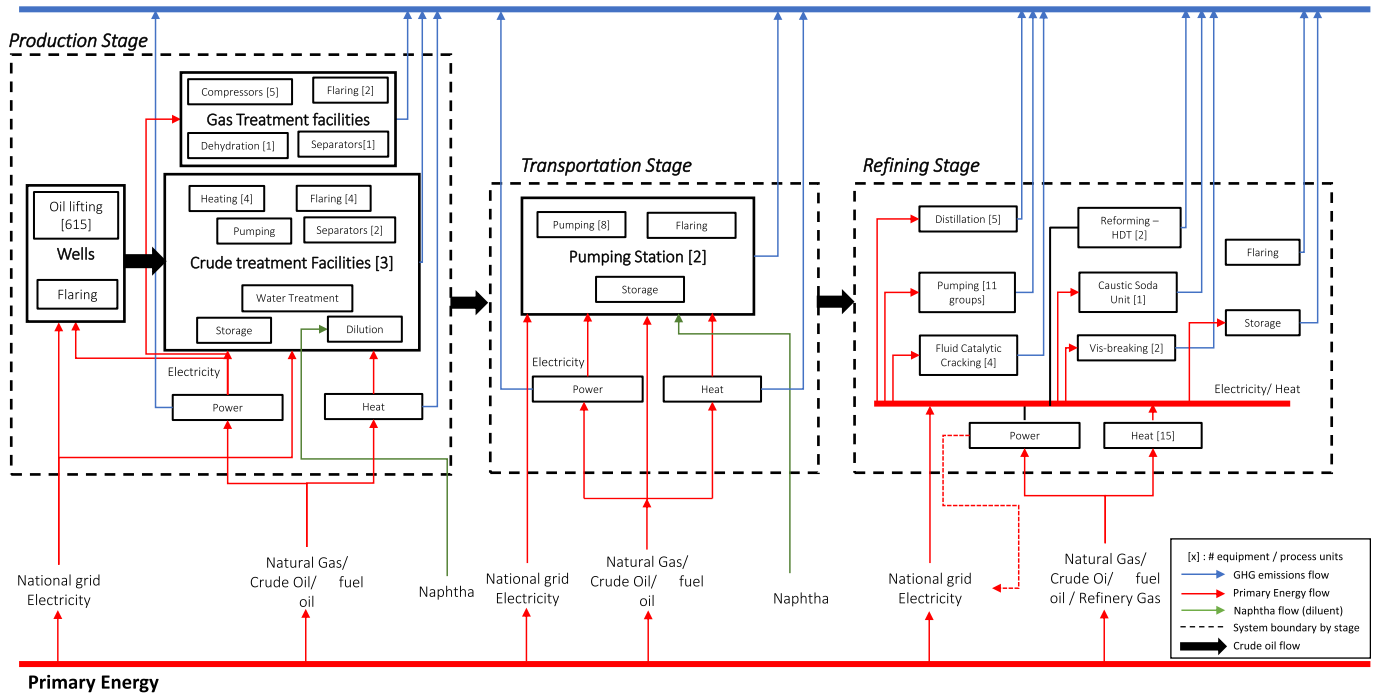 Production Stage
Compressors [5]
Flaring [2]
Gas Treatment facilities
Dehydration [1]
Separators[1]
Oil lifting
[615]
Wells
Flaring
Heating [4]
Flaring [4]
Pumping
Separators [2]
Crude treatment Facilities [3]
Water Treatment
Storage
Dilution
Electricity
Power
Heat
Transportation Stage
Pumping [8]
Flaring
Pumping Station [2]
Storage
Electricity
Power
Heat
Refining Stage
Distillation [5]
Reforming –
HDT [2]
Flaring
Pumping [11
groups]
Caustic Soda
Unit [1]
Storage
Fluid Catalytic
Cracking [4]
Vis-breaking [2]
Electricity/ Heat
Power
Heat [15]
National grid
Electricity
Natural Gas/
Crude Oil/ fuel
oil
Naphtha
National grid
Electricity
Natural Gas/
Crude Oil/ fuel
oil
Naphtha
National grid
Electricity
Natural Gas/
Crude Oi/ fuel
oil / Refinery Gas
[x] : # equipment / process units
GHG emissions flow
Primary Energy flow
Naphtha flow (diluent)
System boundary by stage
Crude oil flow
Primary Energy